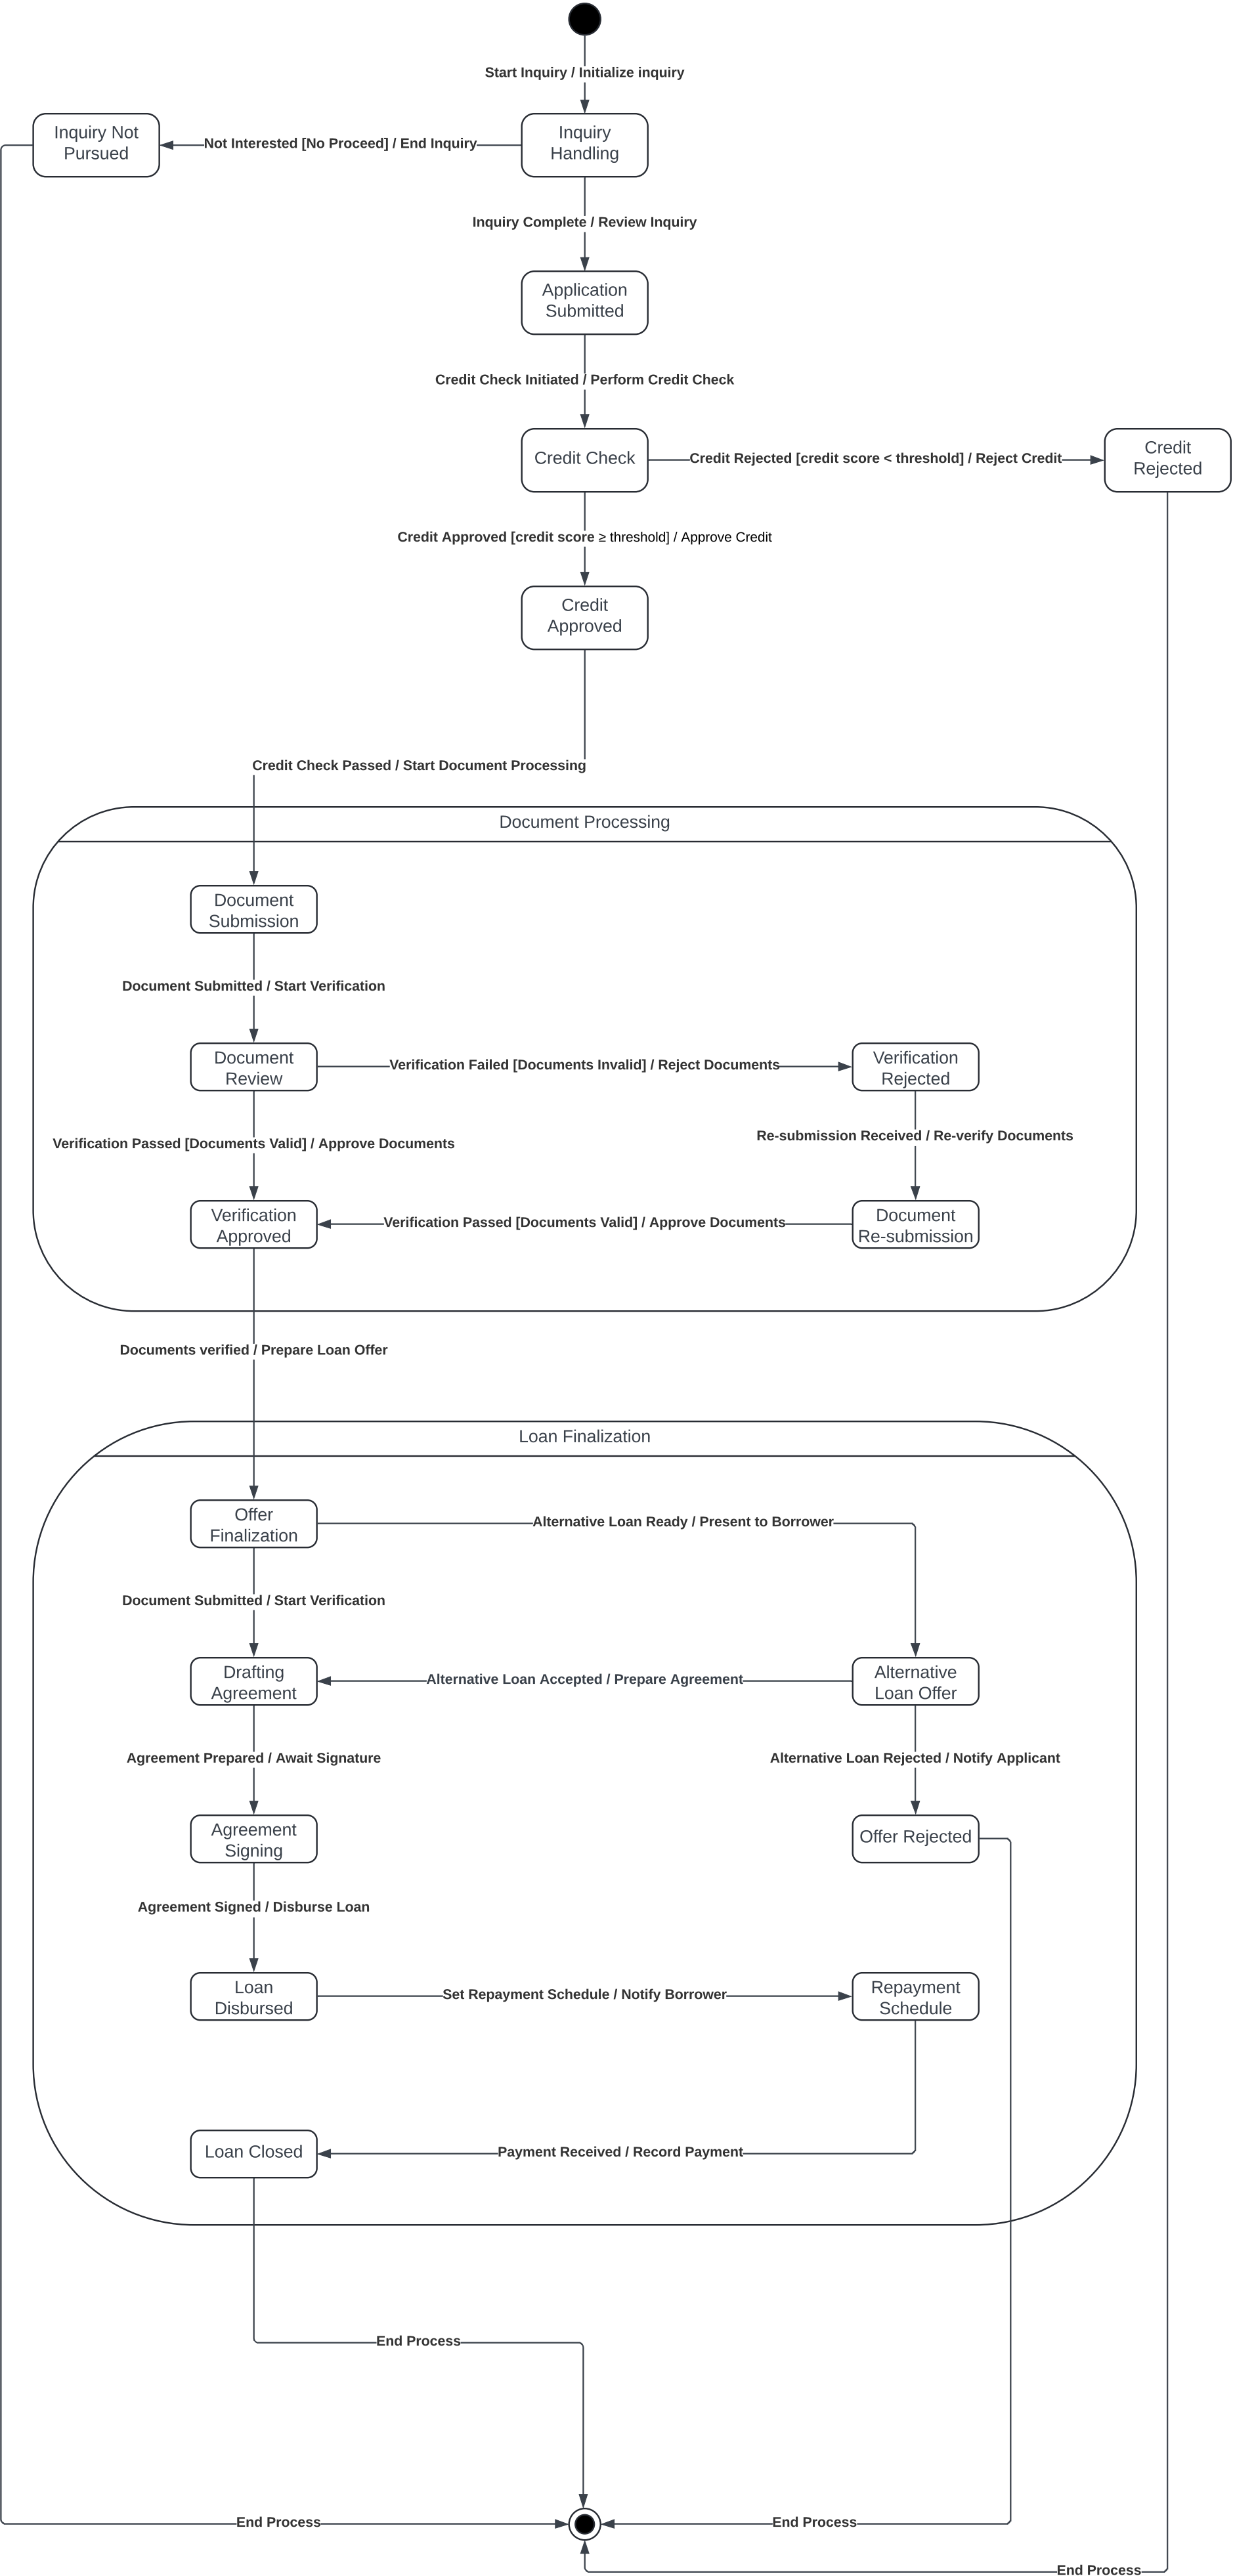 Start Inquiry / Initialize inquiry
Inquiry Not
Pursued
Not Interested [No Proceed] / End Inquiry
Inquiry
Handling
Inquiry Complete / Review Inquiry
Application
Submitted
Credit Check Initiated / Perform Credit Check
Credit Check
Credit Rejected [credit score < threshold] / Reject Credit
Credit
Rejected
Credit Approved [credit score ≥ threshold] / Approve Credit
Credit
Approved
Credit Check Passed / Start Document Processing
Document Processing
Document
Submission
Document Submitted / Start Verification
Document
Review
Verification Failed [Documents Invalid] / Reject Documents
Verification
Rejected
Verification Passed [Documents Valid] / Approve Documents
Re-submission Received / Re-verify Documents
Verification
Approved
Verification Passed [Documents Valid] / Approve Documents
Document
Re-submission
Documents verified / Prepare Loan Offer
Loan Finalization
Offer
Finalization
Alternative Loan Ready / Present to Borrower
Document Submitted / Start Verification
Drafting
Agreement
Alternative Loan Accepted / Prepare Agreement
Alternative
Loan Offer
Agreement Prepared / Await Signature
Alternative Loan Rejected / Notify Applicant
Agreement
Signing
Offer Rejected
Agreement Signed / Disburse Loan
Loan
Disbursed
Set Repayment Schedule / Notify Borrower
Repayment
Schedule
Loan Closed
Payment Received / Record Payment
End Process
End Process
End Process
End Process